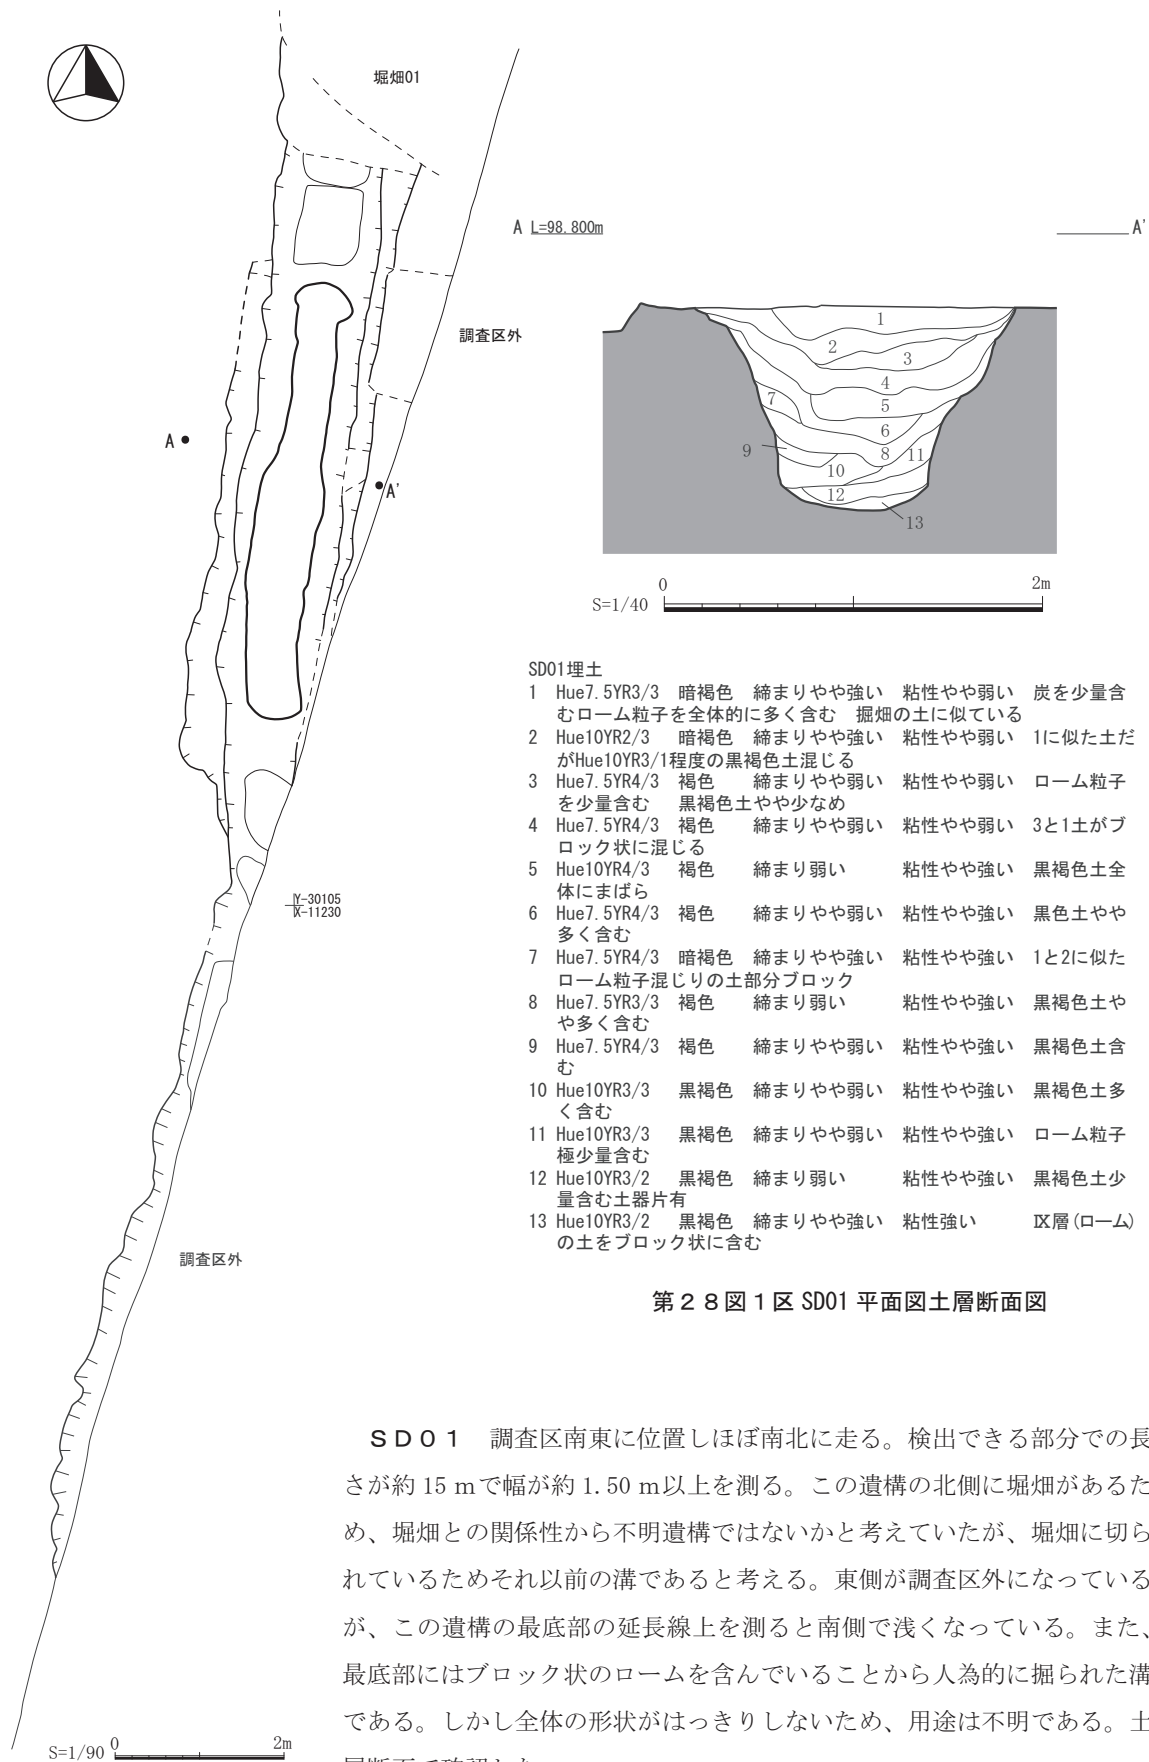 堀畑01
A L=98.800m
A'
調査区外
1
2
3
4
7
5
6
9
8
11
10
12
13
A
A'
0
2m
S=1/40
SD01埋土
1 Hue7.5YR3/3 暗褐色 締まりやや強い 粘性やや弱い 炭を少量含
むローム粒子を全体的に多く含む 掘畑の土に似ている
2 Hue10YR2/3 暗褐色 締まりやや強い 粘性やや弱い 1に似た土だ
がHue10YR3/1程度の黒褐色土混じる
3 Hue7.5YR4/3 褐色 締まりやや弱い 粘性やや弱い ローム粒子
を少量含む 黒褐色土やや少なめ
4 Hue7.5YR4/3 褐色 締まりやや弱い 粘性やや弱い 3と1土がブ
ロック状に混じる
5 Hue10YR4/3 褐色 締まり弱い 粘性やや強い 黒褐色土全
体にまばら
6 Hue7.5YR4/3 褐色 締まりやや弱い 粘性やや強い 黒色土やや
多く含む
7 Hue7.5YR4/3 暗褐色 締まりやや強い 粘性やや強い 1と2に似た
ローム粒子混じりの土部分ブロック
8 Hue7.5YR3/3 褐色 締まり弱い 粘性やや強い 黒褐色土や
や多く含む
9 Hue7.5YR4/3 褐色 締まりやや弱い 粘性やや強い 黒褐色土含
む
10 Hue10YR3/3 黒褐色 締まりやや弱い 粘性やや強い 黒褐色土多
く含む
11 Hue10YR3/3 黒褐色 締まりやや弱い 粘性やや強い ローム粒子
極少量含む
12 Hue10YR3/2 黒褐色 締まり弱い 粘性やや強い 黒褐色土少
量含む土器片有
13 Hue10YR3/2 黒褐色 締まりやや強い 粘性強い Ⅸ層(ローム)
の土をブロック状に含む
Y-30105
X-11230
調査区外
第２８図１区 SD01 平面図土層断面図
ＳＤ０１ 調査区南東に位置しほぼ南北に走る。検出できる部分での長
さが約 15 ｍで幅が約 1.50 ｍ以上を測る。この遺構の北側に堀畑があるた
め、堀畑との関係性から不明遺構ではないかと考えていたが、堀畑に切ら
れているためそれ以前の溝であると考える。東側が調査区外になっている
が、この遺構の最底部の延長線上を測ると南側で浅くなっている。また、
最底部にはブロック状のロームを含んでいることから人為的に掘られた溝
である。しかし全体の形状がはっきりしないため、用途は不明である。土
S=1/90
0
2m